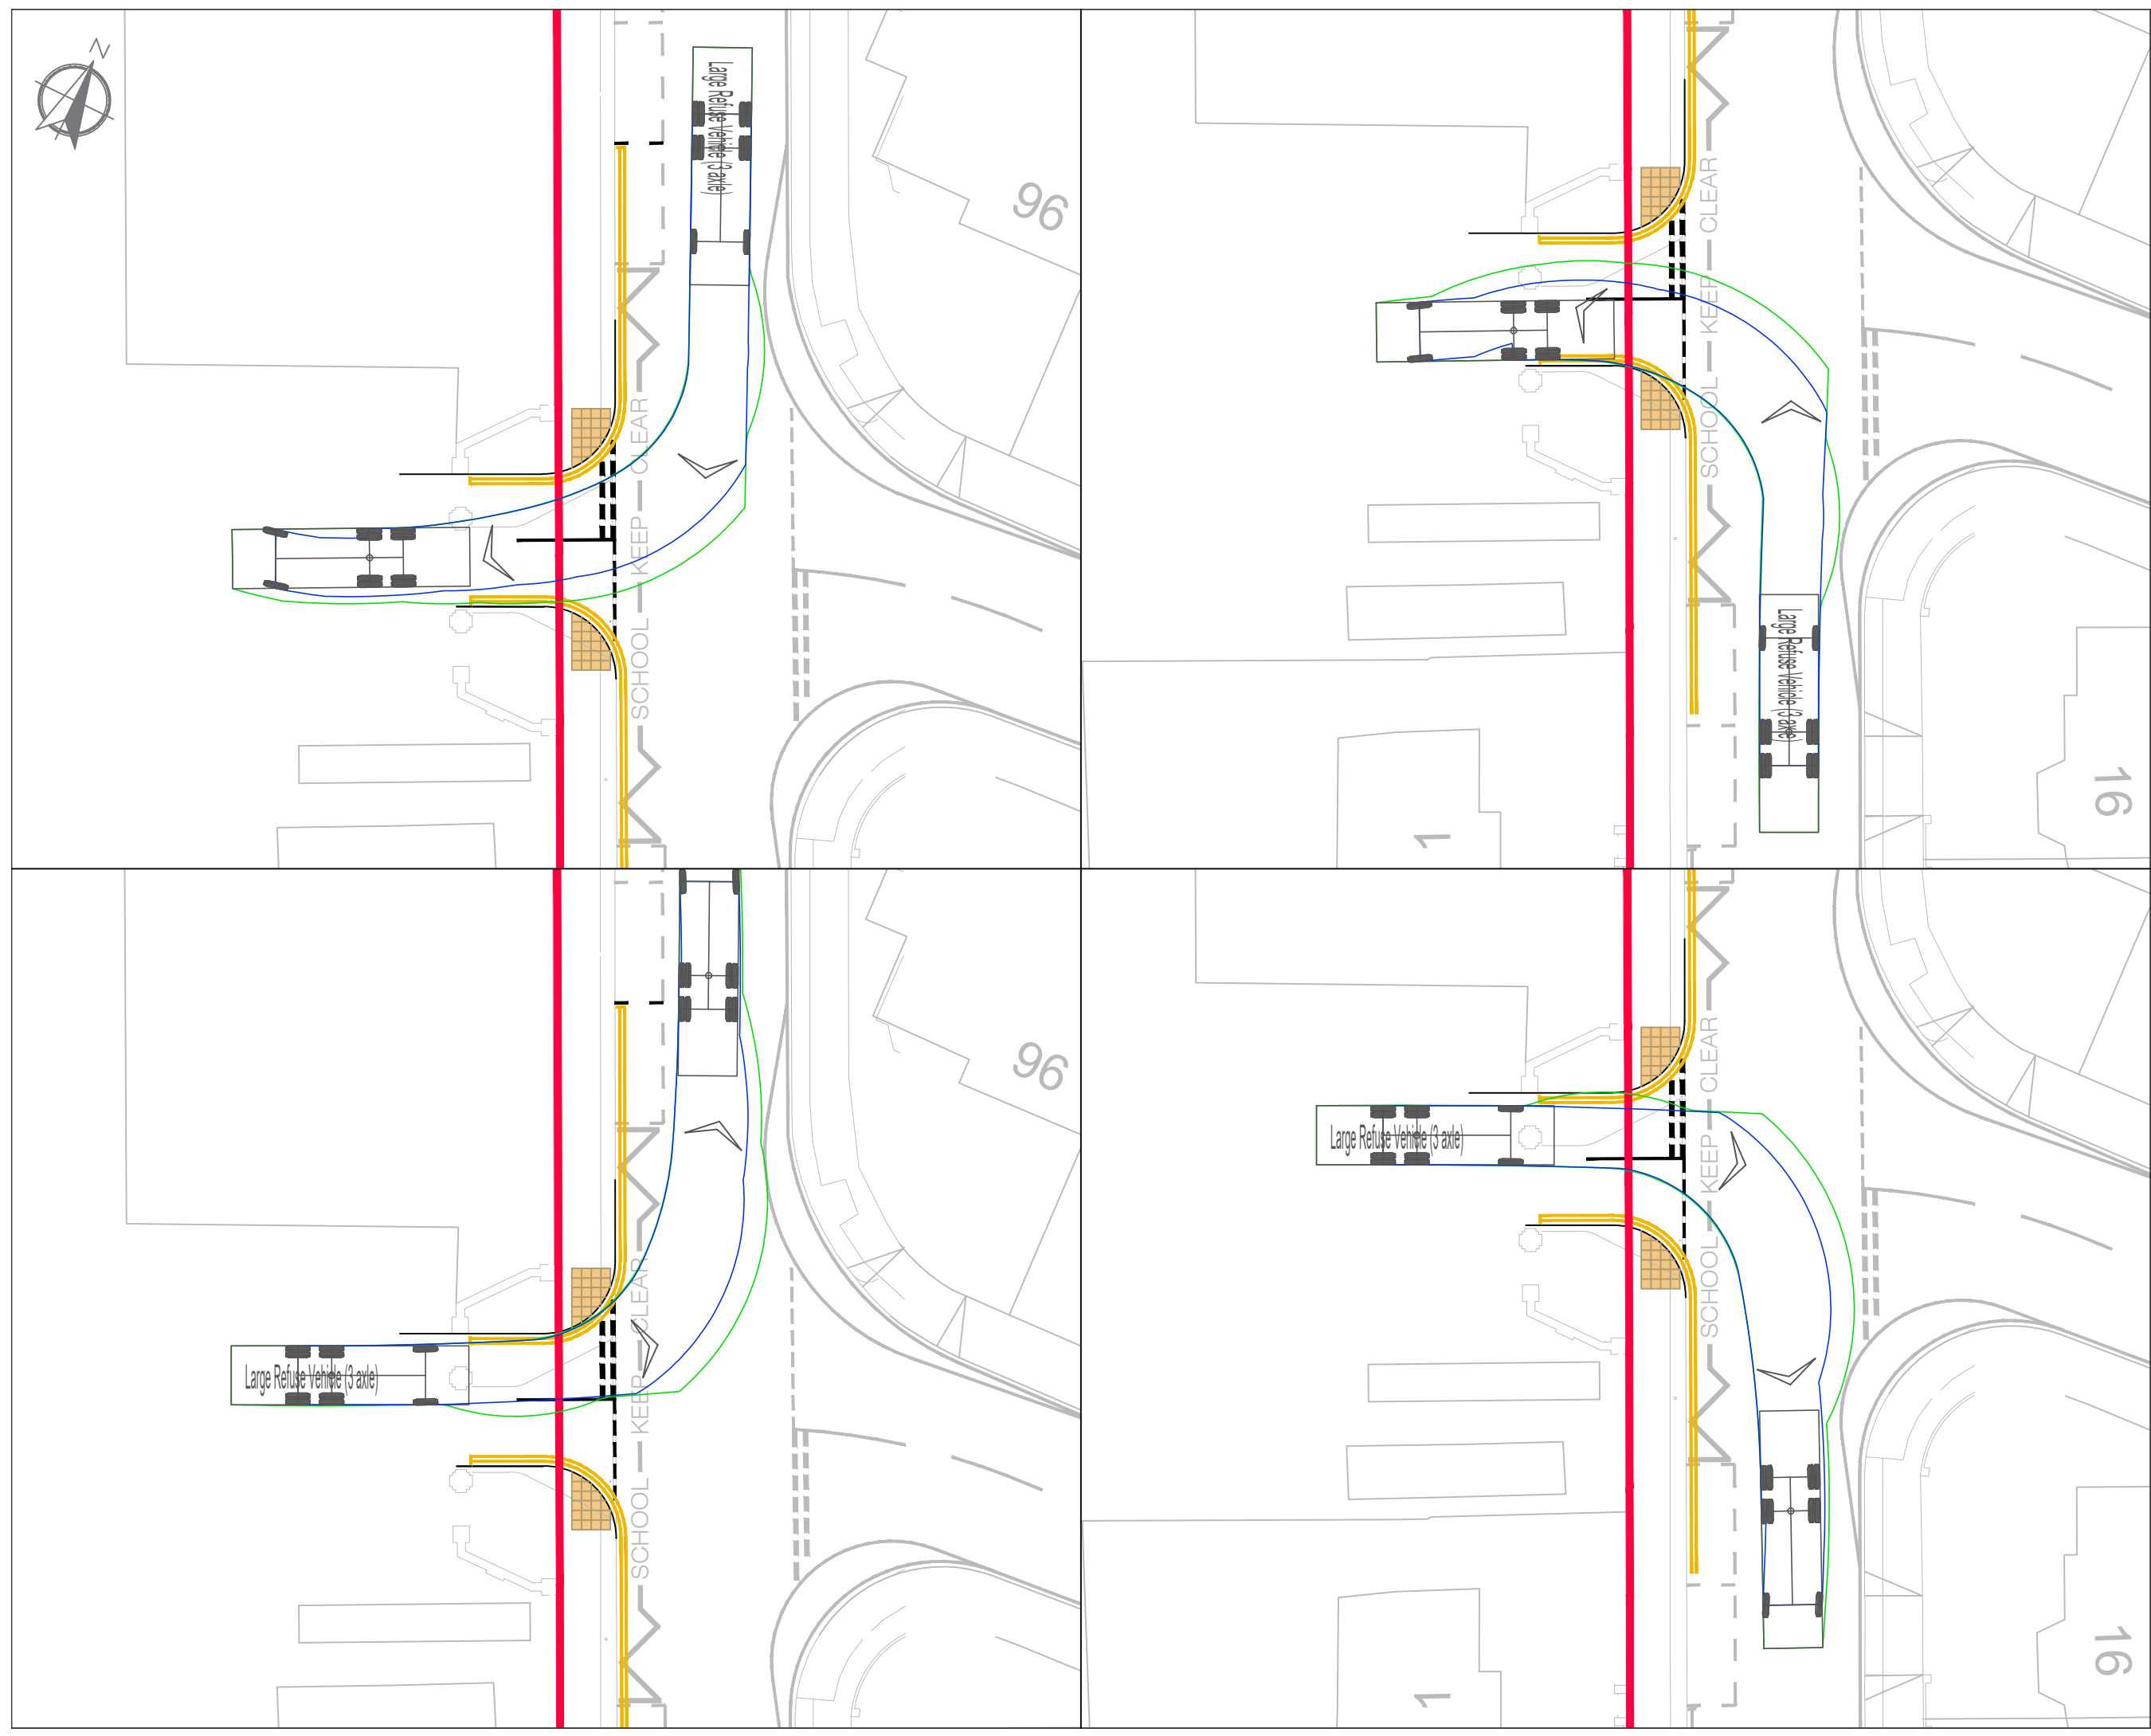 N
Large Refuse Vehicle (3 axle)
96
SCHOOL KEEP CLEAR
SCHOOL KEEP CLEAR
Large Refuse Vehicle (3 axle)
1
16
96
Large Refuse Vehicle (3 axle)
SCHOOL KEEP CLEAR
Large Refuse Vehicle (3 axle)
SCHOOL KEEP CLEAR
1
16